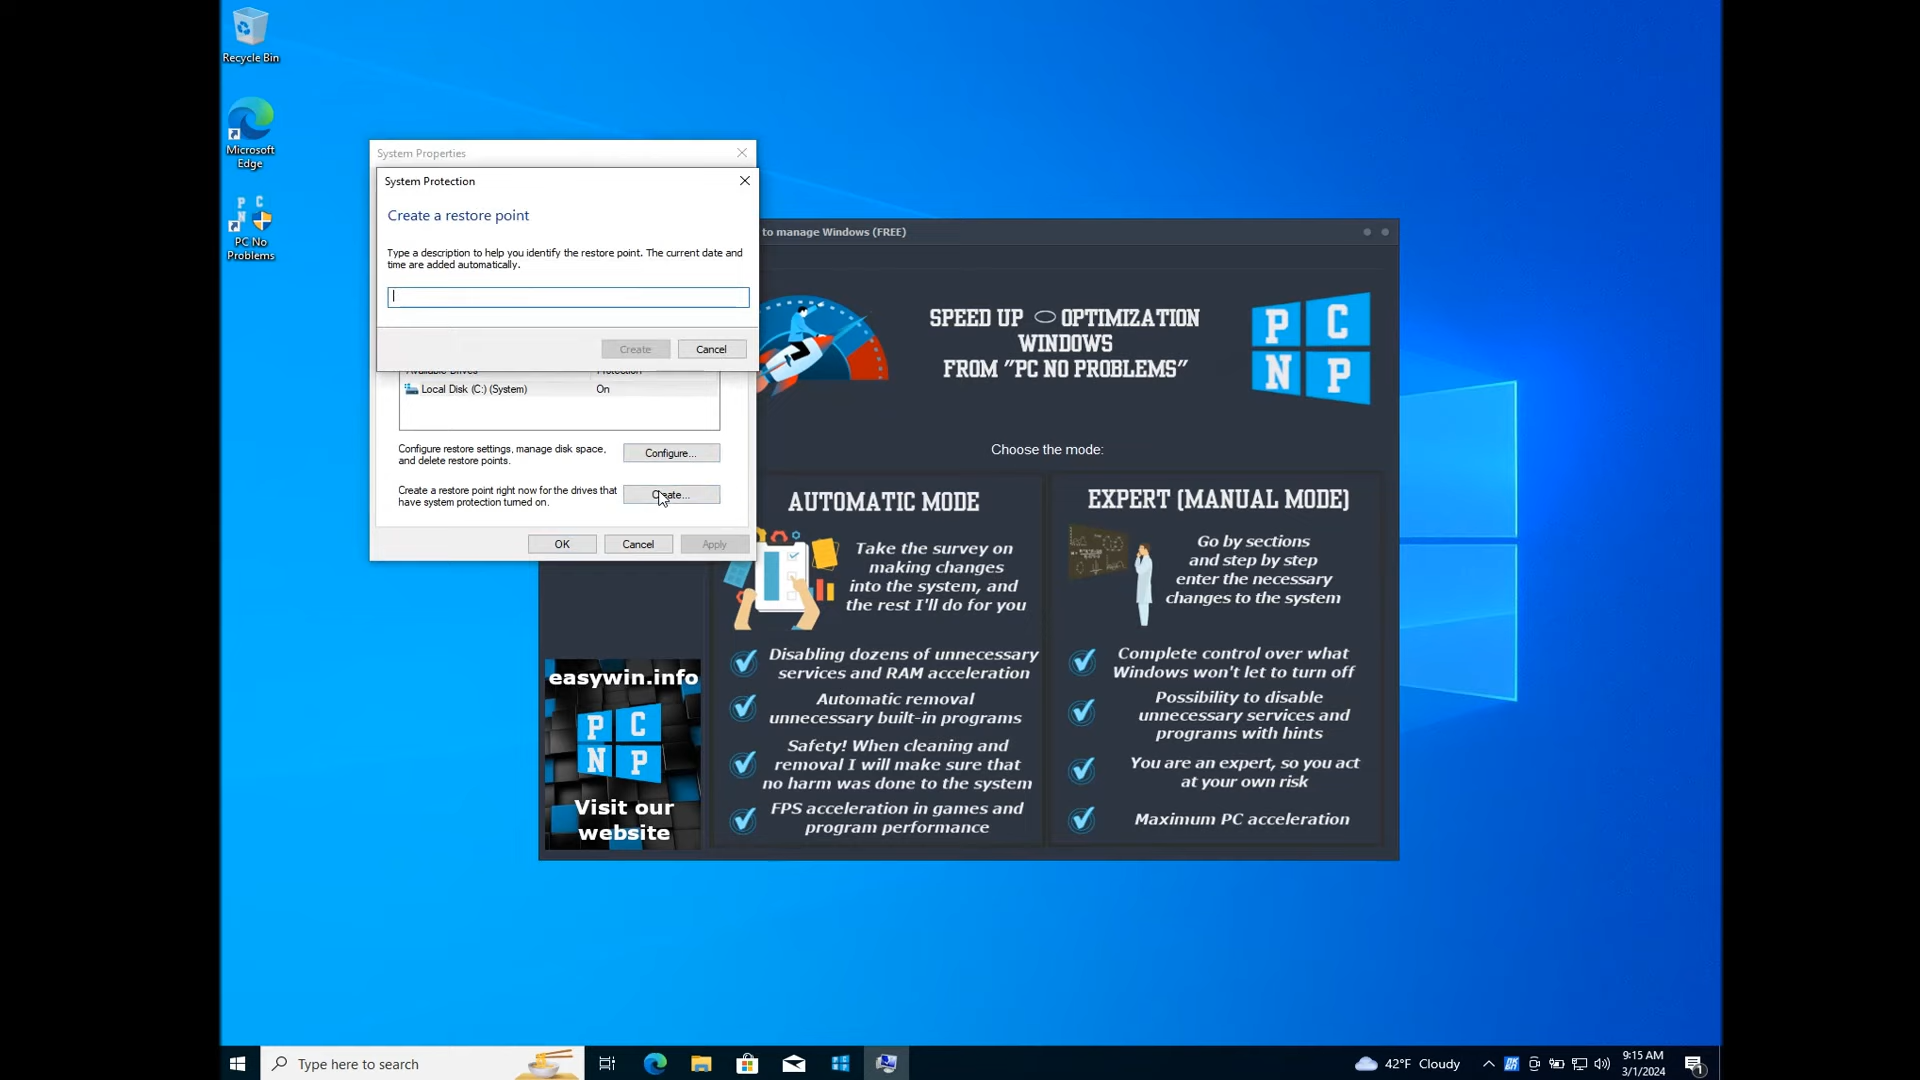 Recycle Bin
Microsoft
Edge
P C
N
PC No
Problems
System Properties
System Protection
Create a restore point
Type a description to help you identify the restore point. The current date and
time are added automatically.
Create
Cancel
Available Drives
Protection
Local Disk (C:) (System)
On
Configure restore settings, manage disk space,
and delete restore points.
Configure...
Create a restore point right now for the drives that
have system protection turned on.
Create...
OK
Cancel
Apply
to manage Windows (FREE)
SPEED UP OPTIMIZATION
WINDOWS
FROM "PC NO PROBLEMS"
P C
N P
Choose the mode:
AUTOMATIC MODE
Take the survey on
making changes
into the system, and
the rest I'll do for you
Disabling dozens of unnecessary
services and RAM acceleration
Automatic removal
unnecessary built-in programs
Safety! When cleaning and
removal I will make sure that
no harm was done to the system
FPS acceleration in games and
program performance
EXPERT (MANUAL MODE)
Go by sections
and step by step
enter the necessary
changes to the system
Complete control over what
Windows won't let to turn off
Possibility to disable
unnecessary services and
programs with hints
You are an expert, so you act
at your own risk
Maximum PC acceleration
easywin.info
P C
N P
Visit our
website
Type here to search
42°F Cloudy
9:15 AM
3/1/2024
1